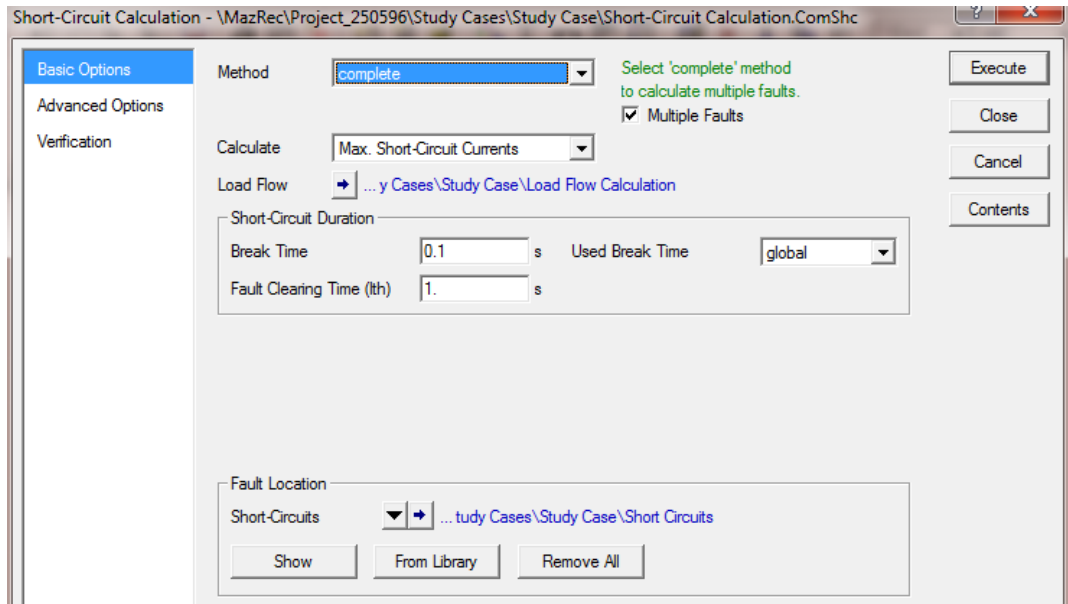 Short-Circuit Calculation - \MazRec\Project_250596\Study Cases\Study Case\Short-Circuit Calculation.ComShc
Basic Options
Advanced Options
Verification
Method complete
Select 'complete' method
to calculate multiple faults.
Multiple Faults
Calculate Max. Short-Circuit Currents
Load Flow ... y Cases\Study Case\Load Flow Calculation
Short-Circuit Duration
Break Time 0.1 s Used Break Time global
Fault Clearing Time (Ith) 1. s
Fault Location
Short-Circuits ... tudy Cases\Study Case\Short Circuits
Show From Library Remove All
Execute
Close
Cancel
Contents